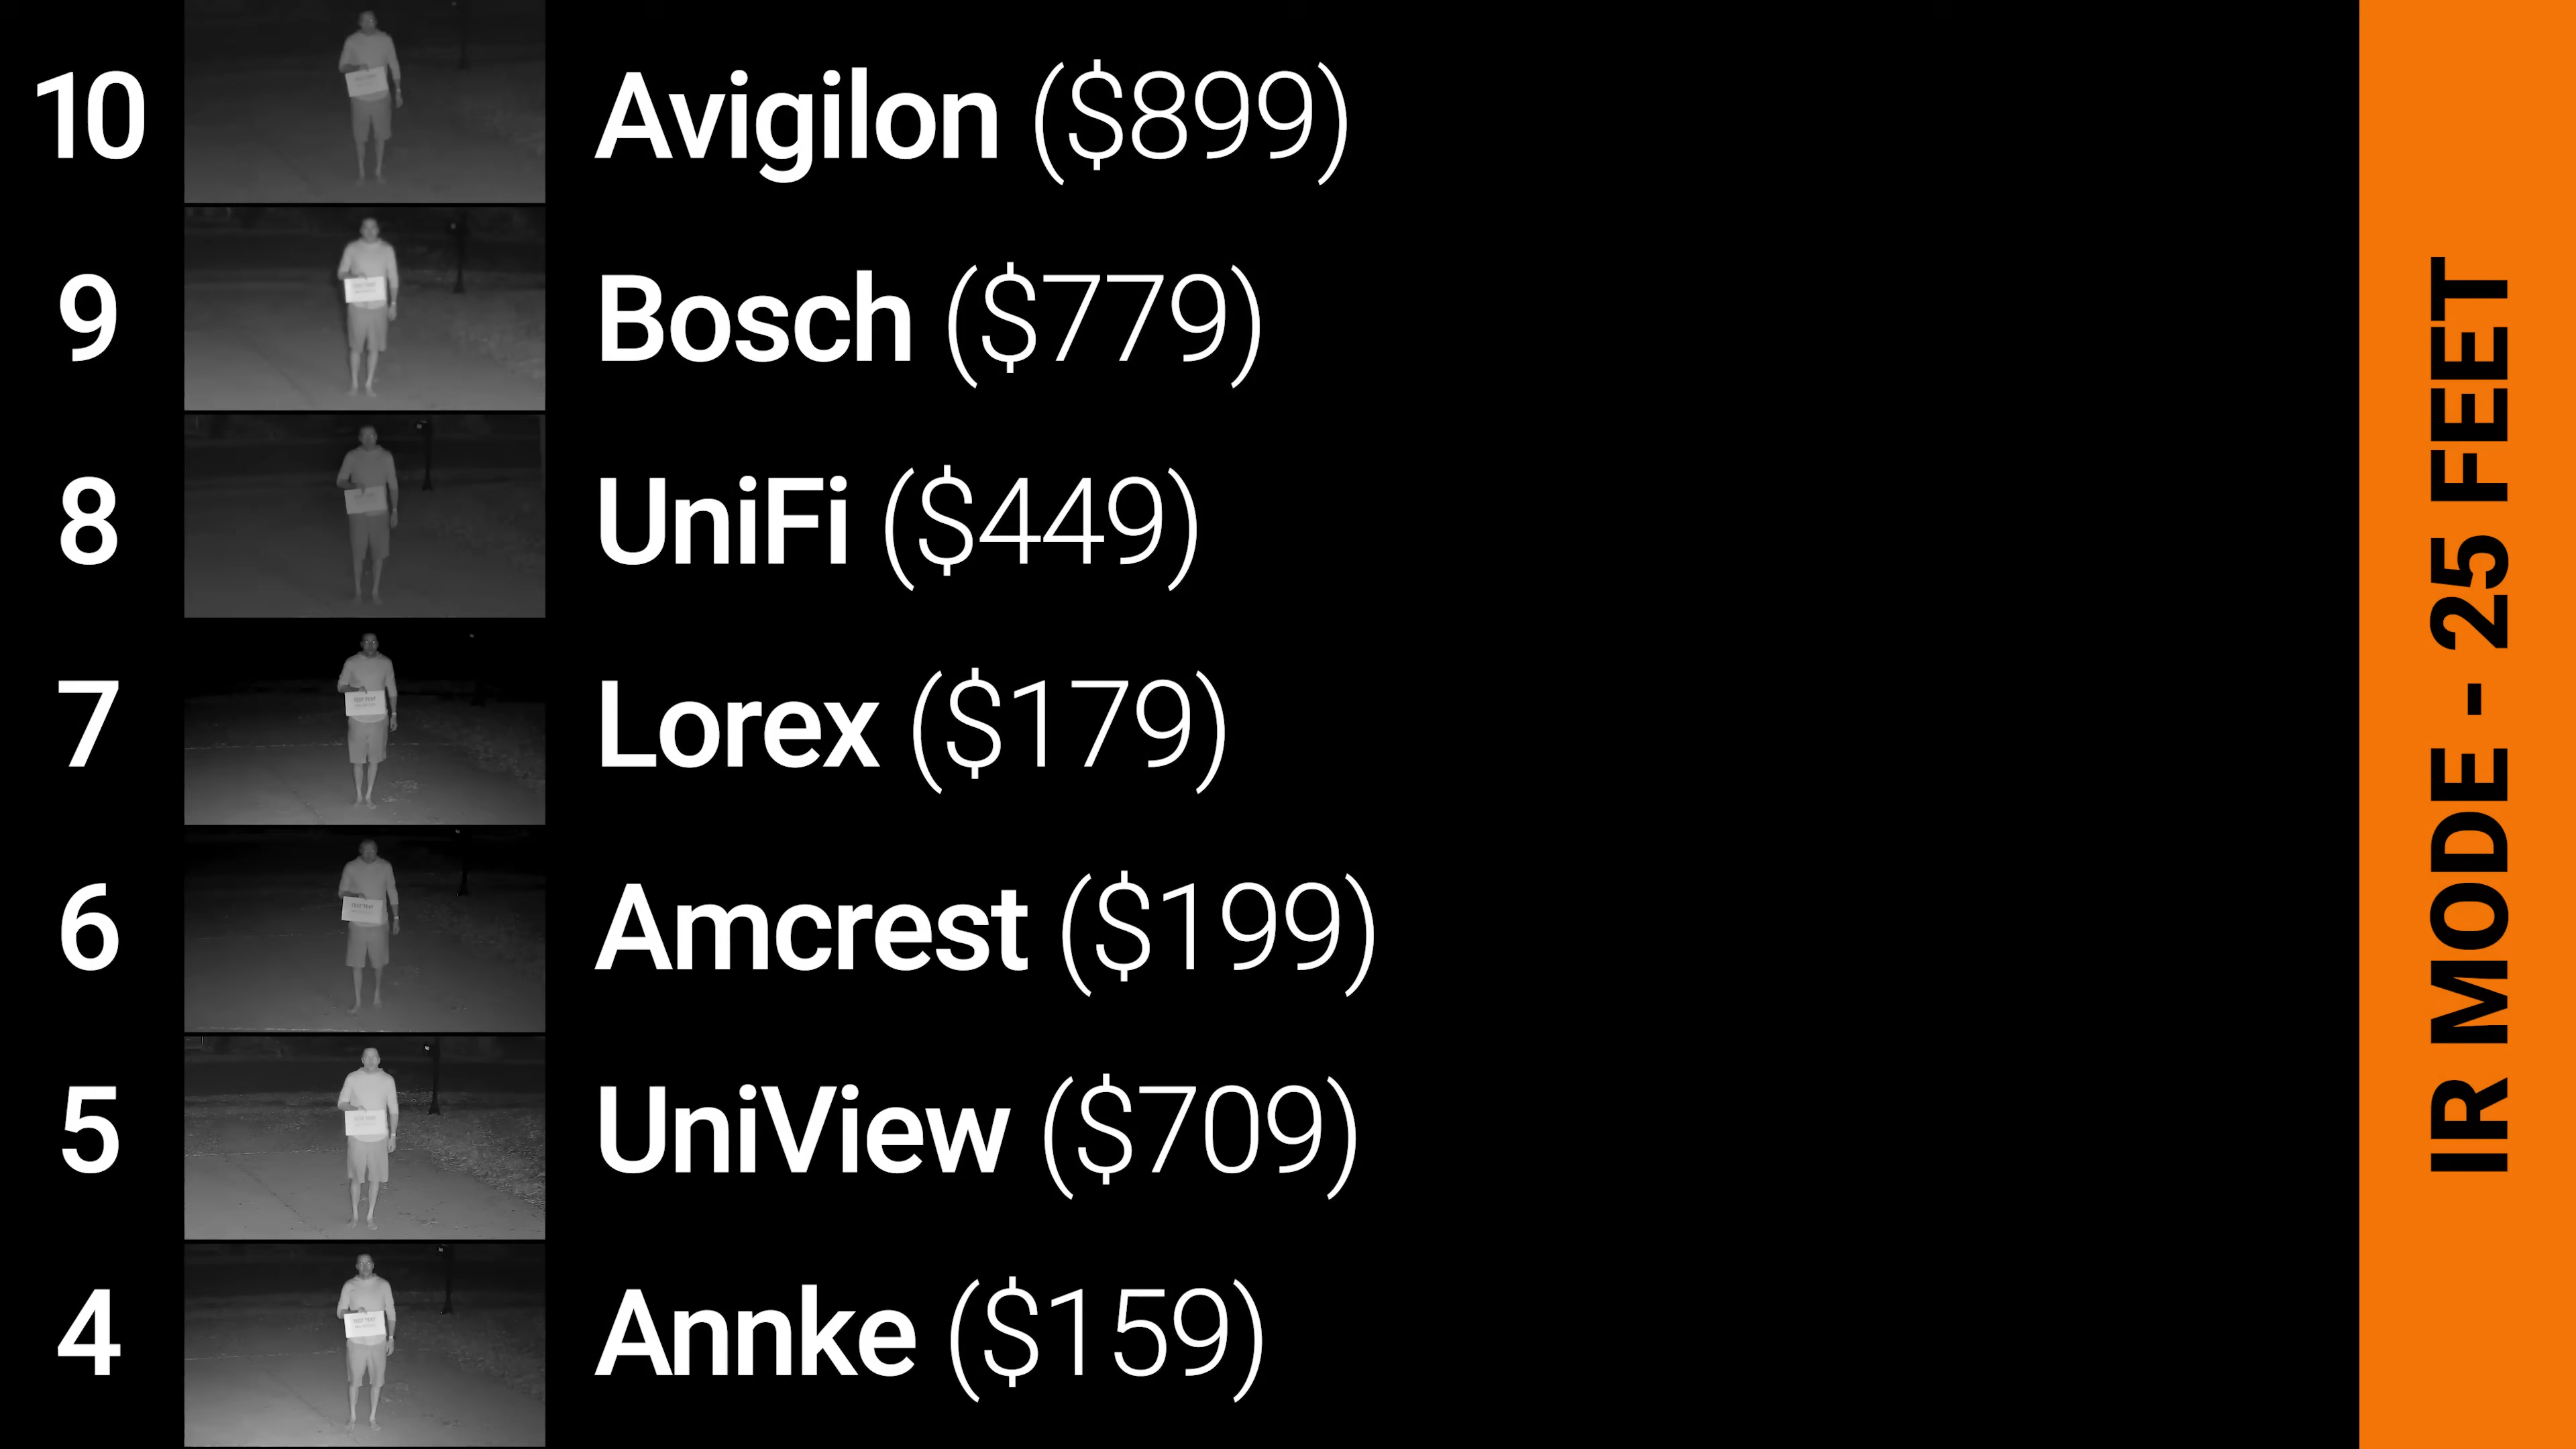 10 Avigilon ($899)
9 Bosch ($779)
8 UniFi ($449)
7 Lorex ($179)
6 Amcrest ($199)
5 UniView ($709)
4 Annke ($159)
IR MODE - 25 FEET